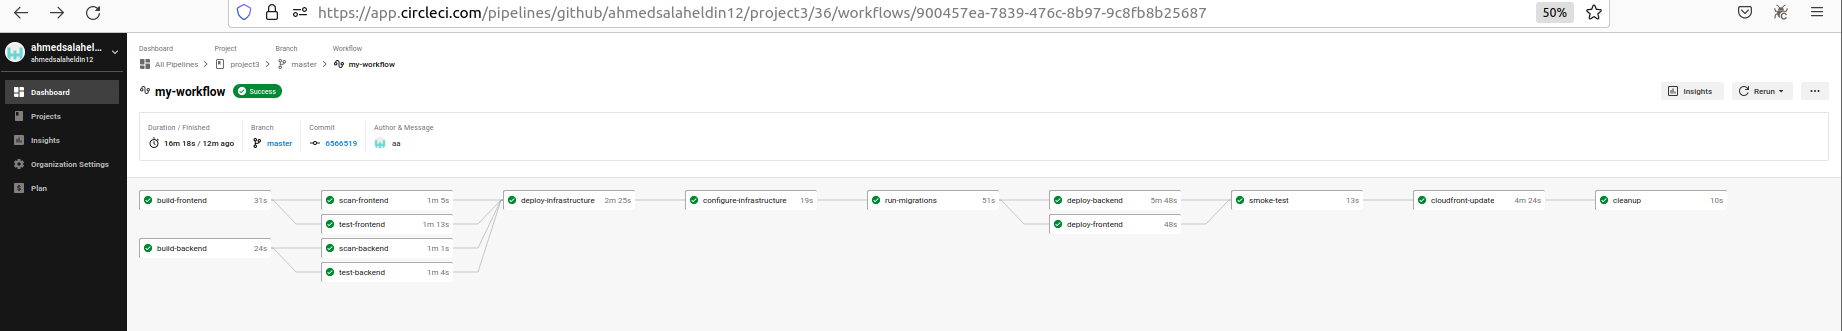 https://app.circleci.com/pipelines/github/ahmedsalaheldin12/project3/36/workflows/900457ea-7839-476c-8b97-9c8fb8b25687
50%
ahmedsalahel...
ahmedsalaheldin12
Dashboard
Projects
Insights
Organization Settings
Plan
Dashboard Project Branch Workflow
All Pipelines project3 master my-workflow
my-workflow Success
Insights Rerun
Duration / Finished Branch Commit Author & Message
16m 18s / 12m ago master 6566519 aa
build-frontend 31s scan-frontend 1m 5s deploy-infrastructure 2m 25s configure-infrastructure 19s run-migrations 51s deploy-backend 5m 48s smoke-test 13s cloudfront-update 4m 24s cleanup 10s
test-frontend 1m 13s deploy-frontend 48s
build-backend 24s scan-backend 1m 1s
test-backend 1m 4s